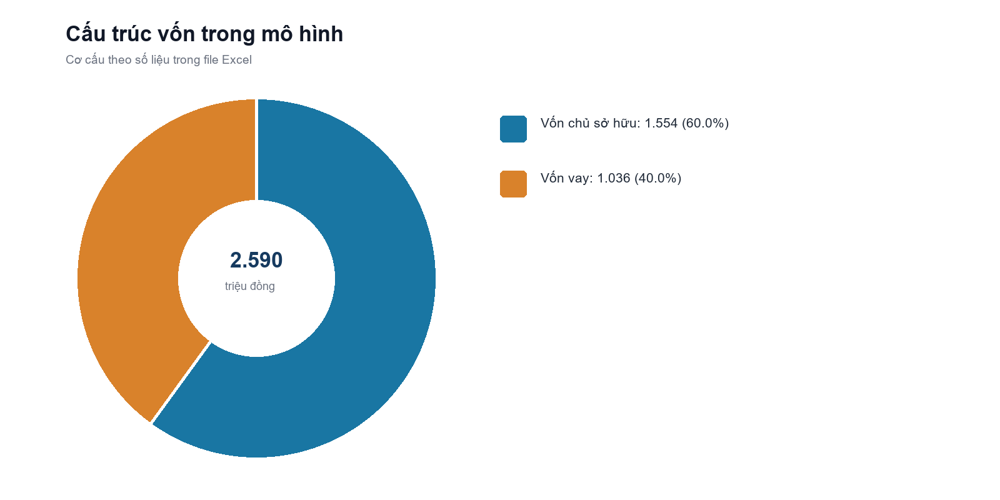 Cấu trúc vốn trong mô hình
Cơ cấu theo số liệu trong file Excel
Vốn chủ sở hữu: 1.554 (60.0%)
Vốn vay: 1.036 (40.0%)
2.590
triệu đồng